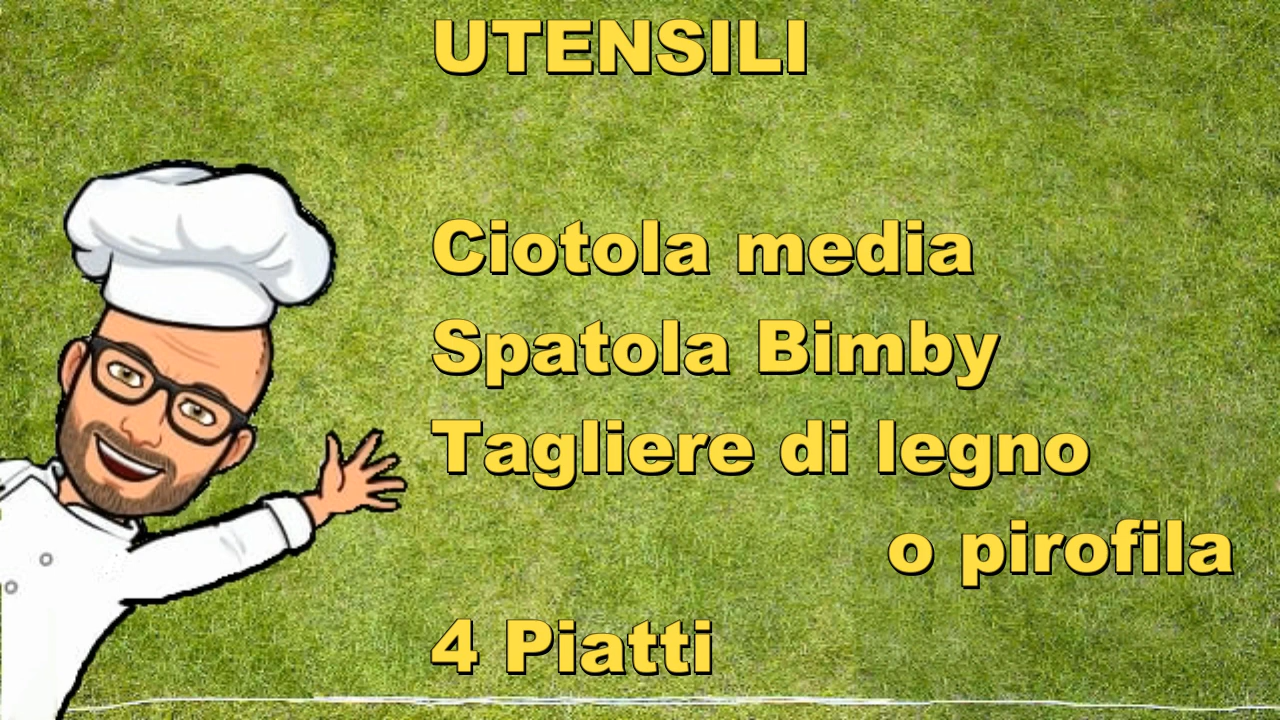 UTENSILI
Ciotola media
Spatola Bimby
Tagliere di legno
o pirofila
4 Piatti